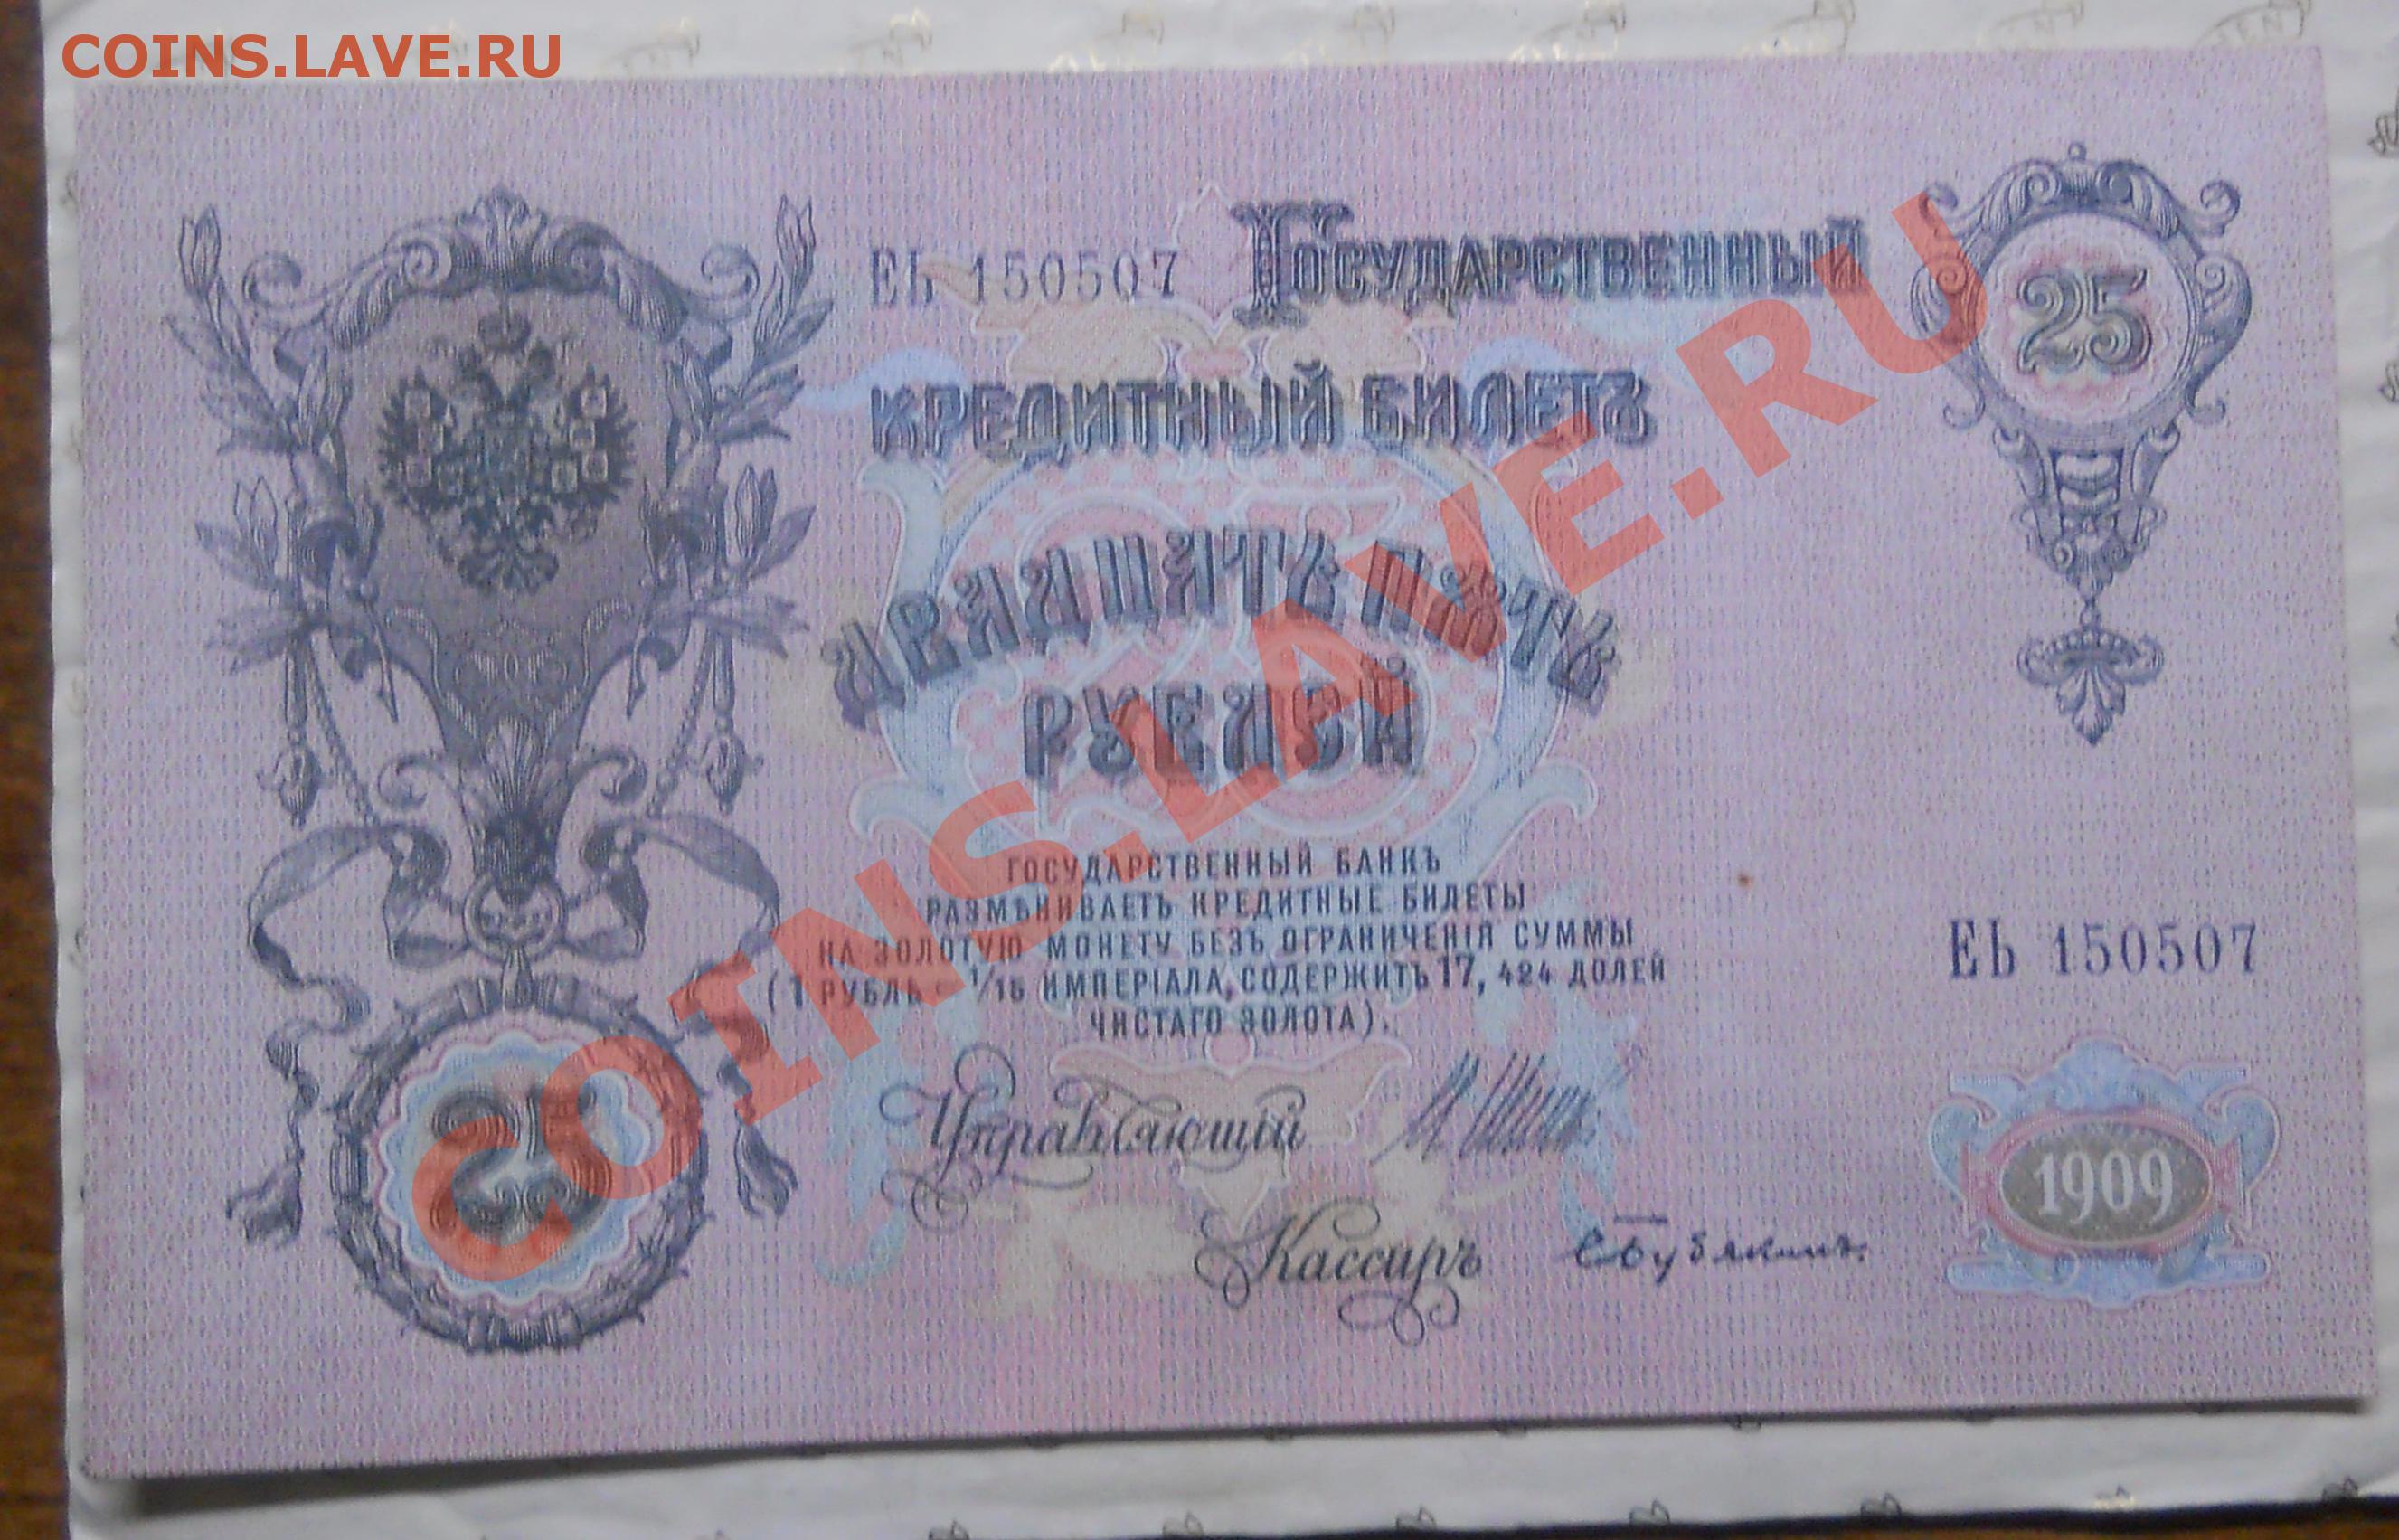 COINS.LAVE.RU
ЕЬ 150507
ГОСУДАРСТВЕННЫЙ
25
КРЕДИТНЫЙ БИЛЕТЪ
ДВАДЦАТЬ ПЯТЬ
РУБЛЕЙ
COINS.LAVE.RU
ГОСУДАРСТВЕННЫЙ БАНКЪ
РАЗМѢНИВАЕТЪ КРЕДИТНЫЕ БИЛЕТЫ
НА ЗОЛОТУЮ МОНЕТУ БЕЗЪ ОГРАНИЧЕНІЯ СУММЫ
(1 РУБЛЬ = 1/15 ИМПЕРІАЛА, СОДЕРЖИТЪ 17,424 ДОЛЕЙ
ЧИСТАГО ЗОЛОТА).
ЕЬ 150507
Управляющій
25
Кассиръ
1909